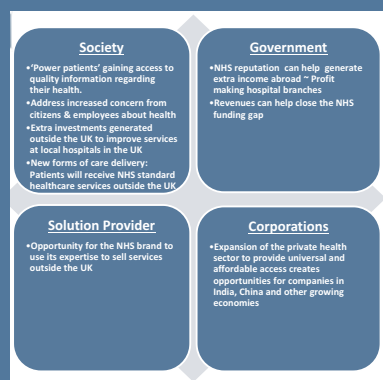 Society
•‘Power patients’ gaining access to
quality information regarding
their health.
•Address increased concern from
citizens & employees about health
•Extra investments generated
outside the UK to improve services
at local hospitals in the UK
•New forms of care delivery:
Patients will receive NHS standard
healthcare services outside the UK
Government
•NHS reputation can help generate
extra income abroad ~ Profit
making hospital branches
•Revenues can help close the NHS
funding gap
Solution Provider
•Opportunity for the NHS brand to
use its expertise to sell services
outside the UK
Corporations
•Expansion of the private health
sector to provide universal and
affordable access creates
opportunities for companies in
India, China and other growing
economies